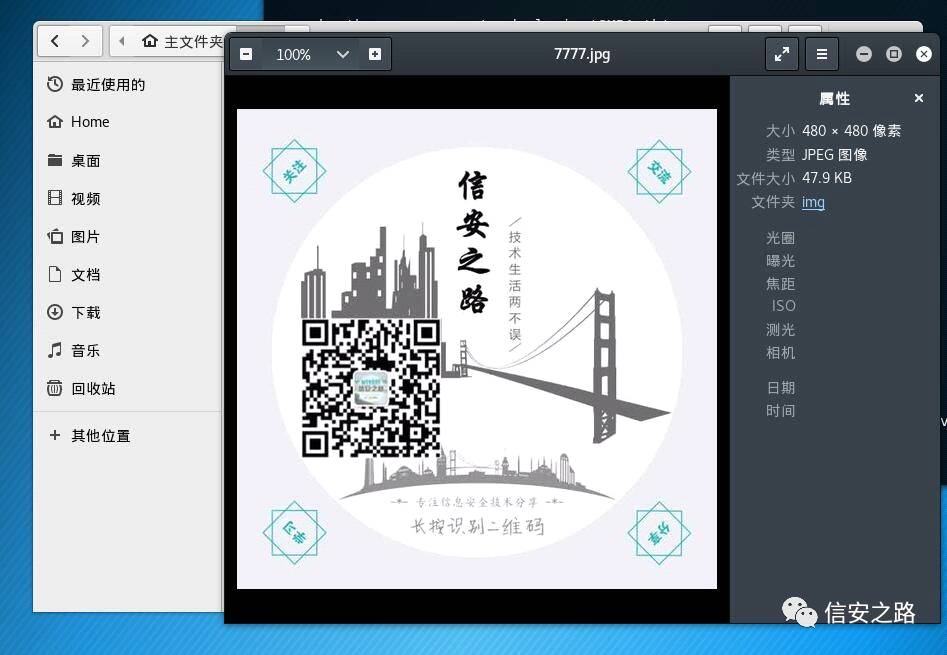 主文件夹
最近使用的
Home
桌面
视频
图片
文档
下载
音乐
回收站
+ 其他位置
100%
7777.jpg
属性
大小 480 × 480 像素
类型 JPEG 图像
文件大小 47.9 KB
文件夹 img
光圈
曝光
焦距
ISO
测光
相机
日期
时间
关注
交流
信安之路
技术生活两不误
专注信息安全技术分享
长按识别二维码
学习
分享
信安之路